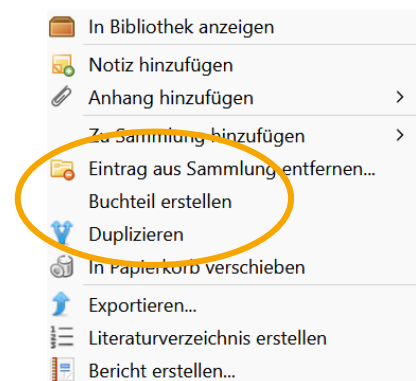 In Bibliothek anzeigen
Notiz hinzufügen
Anhang hinzufügen
Zu Sammlung hinzufügen
Eintrag aus Sammlung entfernen...
Buchteil erstellen
Duplizieren
In Papierkorb verschieben
Exportieren...
Literaturverzeichnis erstellen
Bericht erstellen...